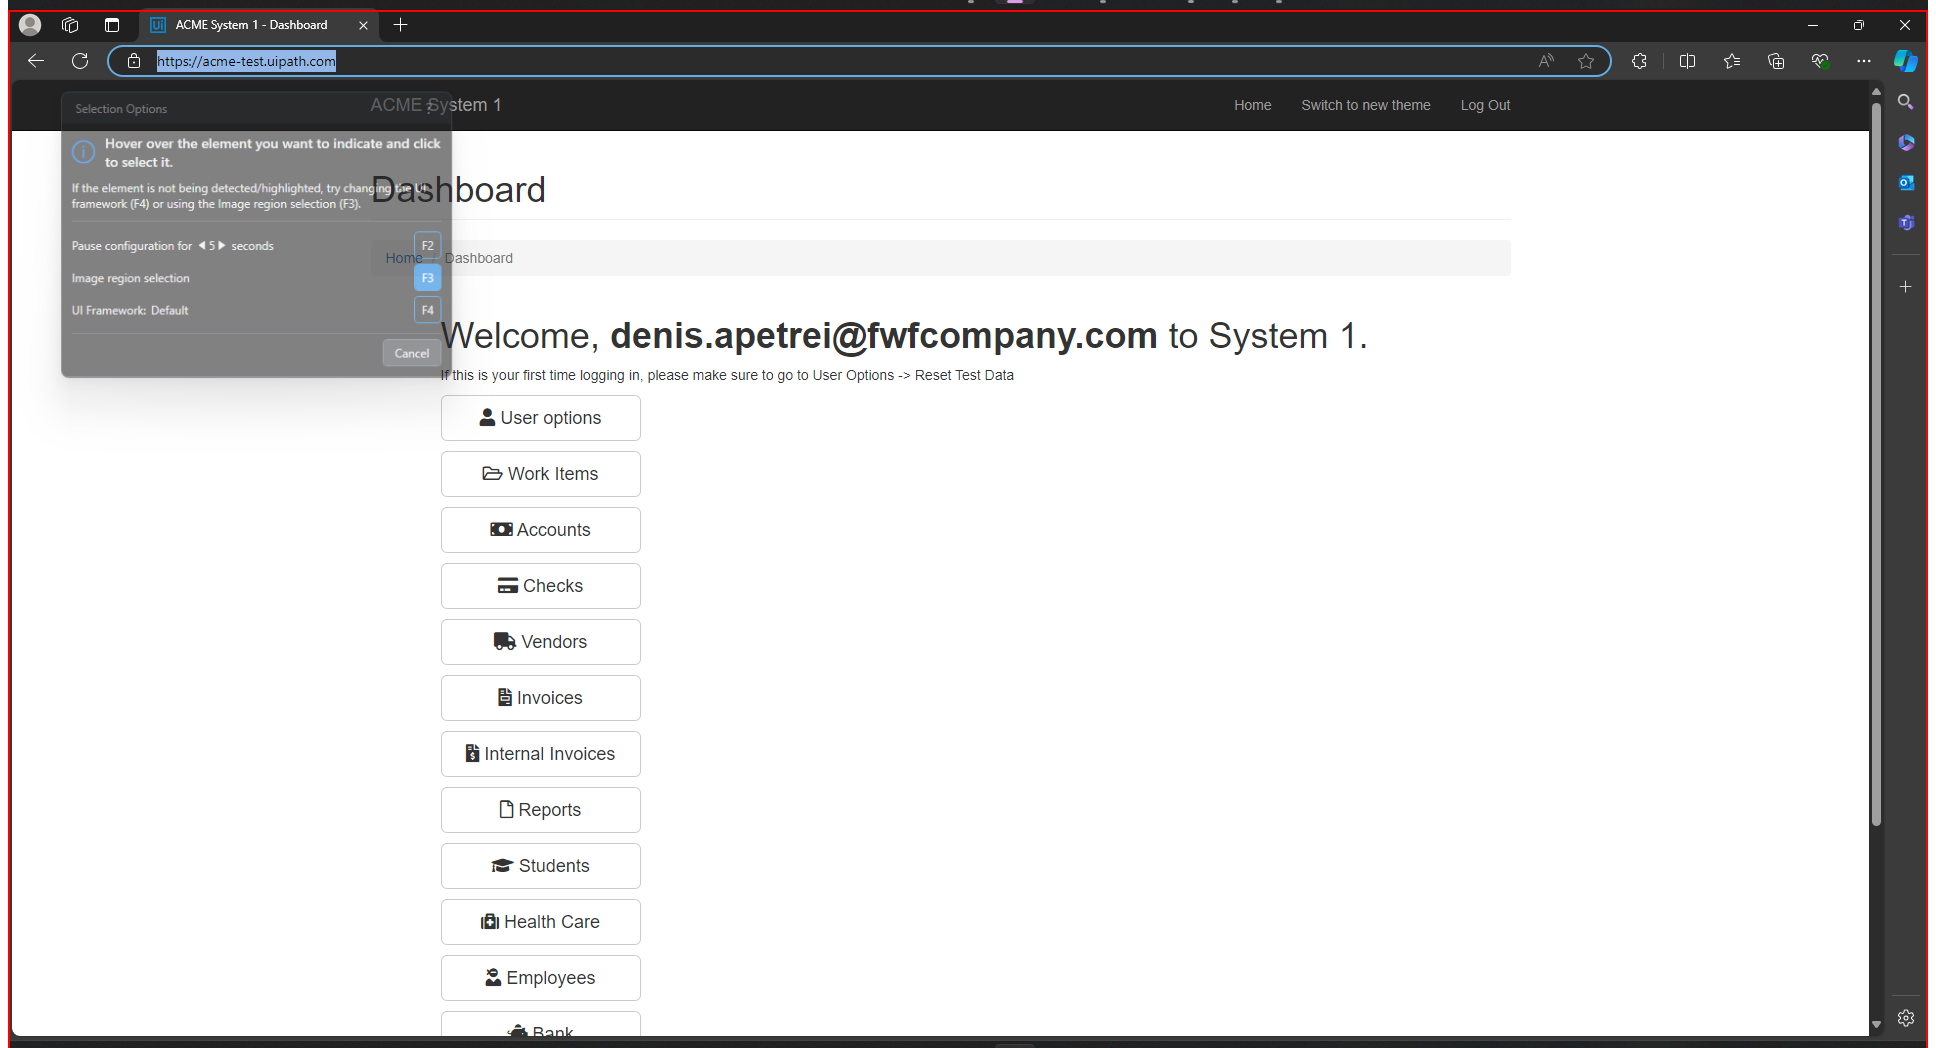 ACME System 1 - Dashboard
https://acme-test.uipath.com
Selection Options
?
ACME System 1
Home
Switch to new theme
Log Out
Hover over the element you want to indicate and click
to select it.
If the element is not being detected/highlighted, try changing the UI
framework (F4) or using the Image region selection (F3).
Dashboard
Pause configuration for 5 seconds
F2
Image region selection
F3
UI Framework: Default
F4
Cancel
Home / Dashboard
Welcome, denis.apetrei@fwfcompany.com to System 1.
If this is your first time logging in, please make sure to go to User Options -> Reset Test Data
User options
Work Items
Accounts
Checks
Vendors
Invoices
Internal Invoices
Reports
Students
Health Care
Employees
Bank